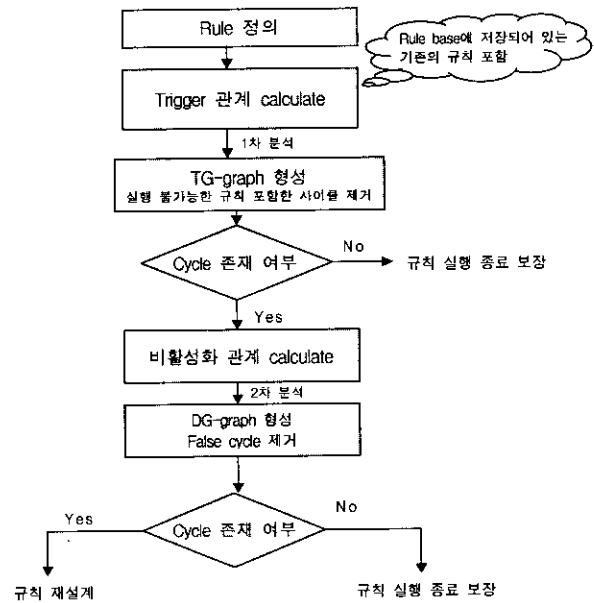 Rule 정의
Rule base에 저장되어 있는
기존의 규칙 포함
Trigger 관계 calculate
1차 분석
TG-graph 형성
실행 불가능한 규칙 포함한 사이클 제거
Cycle 존재 여부
No
규칙 실행 종료 보장
Yes
비활성화 관계 calculate
2차 분석
DG-graph 형성
False cycle 제거
Cycle 존재 여부
Yes
No
규칙 재설계
규칙 실행 종료 보장